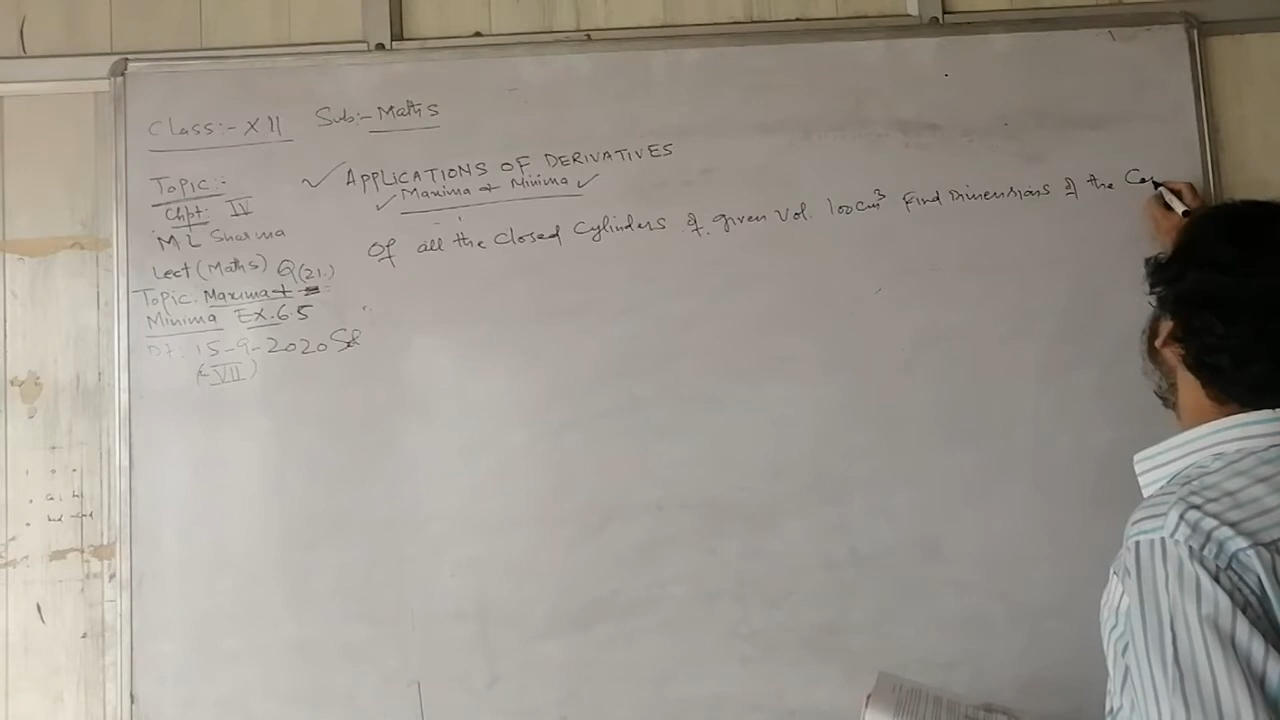 Class:- XII Sub:- Maths
Topic:-
Chpt: IV
M L Sharma
Lect (Maths) Q(21.)
Topic. Maxima +
Minima EX.6.5
Dt. 15-9-2020
(VII)
APPLICATIONS OF DERIVATIVES
Maxima + Minima
Of all the Closed Cylinders of given Vol. 100cm³ Find Dimensions of the